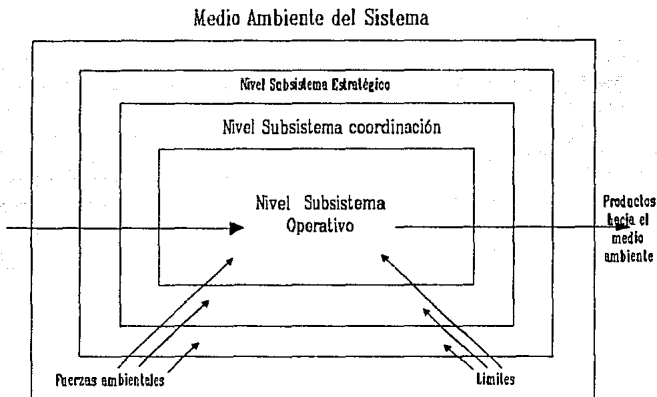 Medio Ambiente del Sistema
Nivel Subsistema Estratégico
Nivel Subsistema coordinación
Nivel Subsistema
Operativo
Productos
hacia el
medio
ambiente
Fuerzas ambienteles
Limites